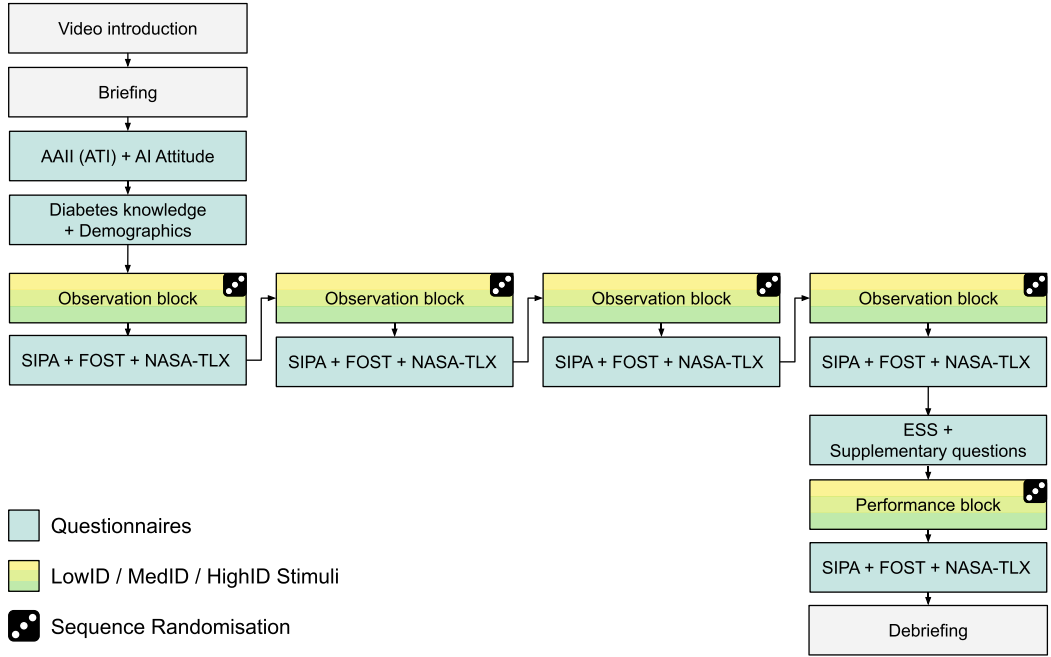 Video introduction
Briefing
AAII (ATI) + AI Attitude
Diabetes knowledge
+ Demographics
Observation block
SIPA + FOST + NASA-TLX
Observation block
SIPA + FOST + NASA-TLX
Observation block
SIPA + FOST + NASA-TLX
Observation block
SIPA + FOST + NASA-TLX
ESS +
Supplementary questions
Performance block
SIPA + FOST + NASA-TLX
Debriefing
Questionnaires
LowID / MedID / HighID Stimuli
Sequence Randomisation